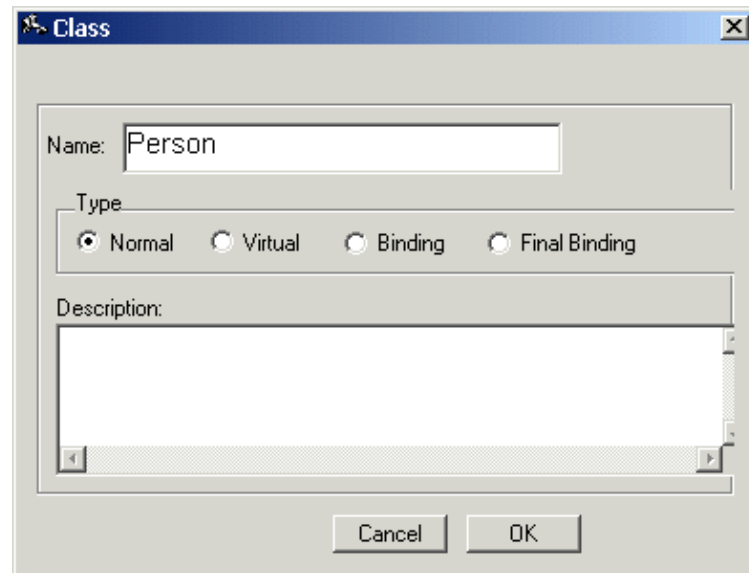 Class
Name: Person
Type
Normal Virtual Binding Final Binding
Description:
Cancel OK